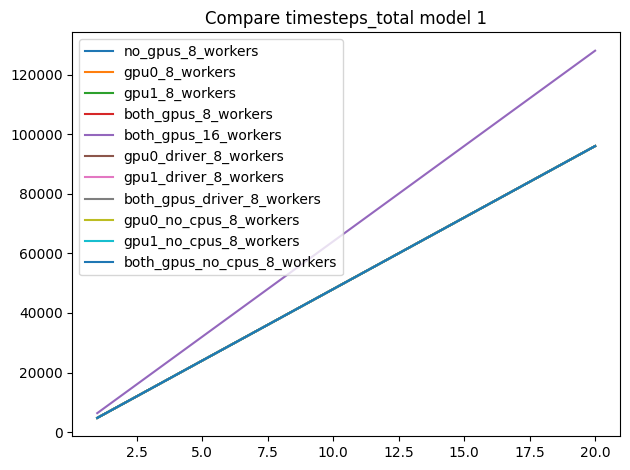 Compare timesteps_total model 1
no_gpus_8_workers
gpu0_8_workers
gpu1_8_workers
both_gpus_8_workers
both_gpus_16_workers
gpu0_driver_8_workers
gpu1_driver_8_workers
both_gpus_driver_8_workers
gpu0_no_cpus_8_workers
gpu1_no_cpus_8_workers
both_gpus_no_cpus_8_workers
120000
100000
80000
60000
40000
20000
0
2.5 5.0 7.5 10.0 12.5 15.0 17.5 20.0